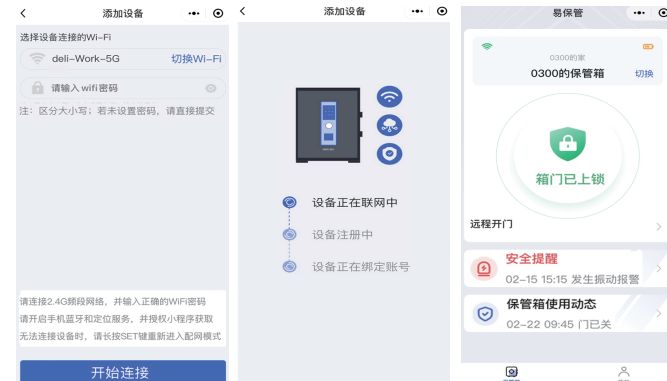 添加设备
选择设备连接的Wi-Fi
deli-Work-5G
切换Wi-Fi
请输入wifi密码
注：区分大小写；若未设置密码，请直接提交
请连接2.4G频段网络，并输入正确的WiFi密码
请开启手机蓝牙和定位服务，并授权小程序获取
无法连接设备时，请长按SET键重新进入配网模式
开始连接
添加设备
设备正在联网中
设备注册中
设备正在绑定账号
易保管
0300的家
0300的保管箱
切换
箱门已上锁
远程开门
安全提醒
02-15 15:15 发生振动报警
保管箱使用动态
02-22 09:45 门已关